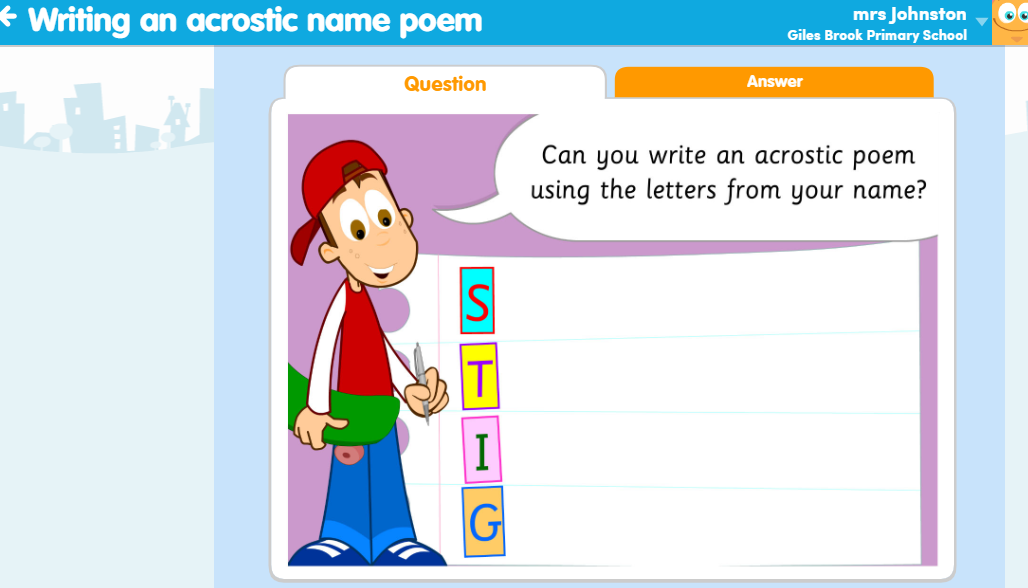 Writing an acrostic name poem
mrs Johnston
Giles Brook Primary School
Question
Answer
Can you write an acrostic poem
using the letters from your name?
S
T
I
G